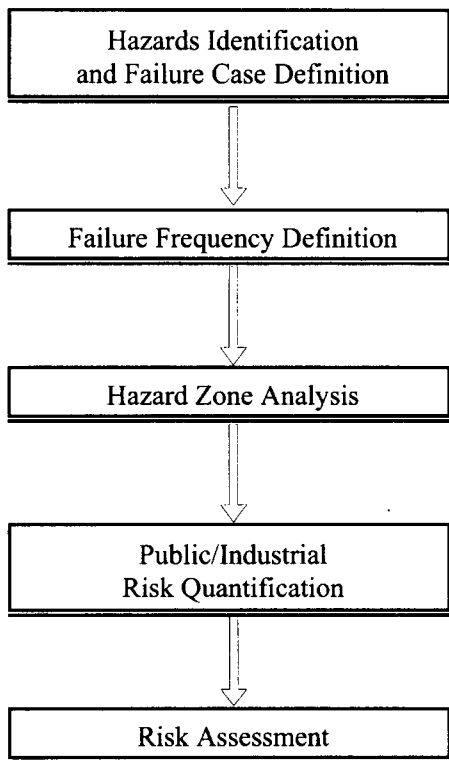 Hazards Identification
and Failure Case Definition
Failure Frequency Definition
Hazard Zone Analysis
Public/Industrial
Risk Quantification
Risk Assessment